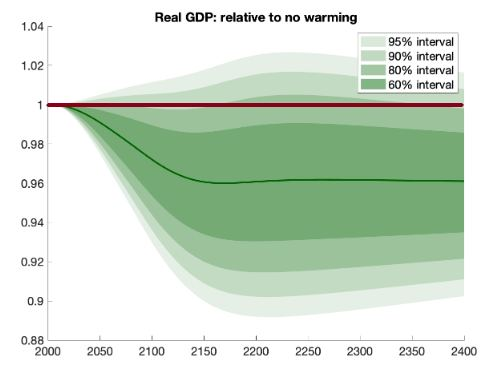 Real GDP: relative to no warming
1.04
1.02
1
0.98
0.96
0.94
0.92
0.9
0.88
95% interval
90% interval
80% interval
60% interval
2000 2050 2100 2150 2200 2250 2300 2350 2400